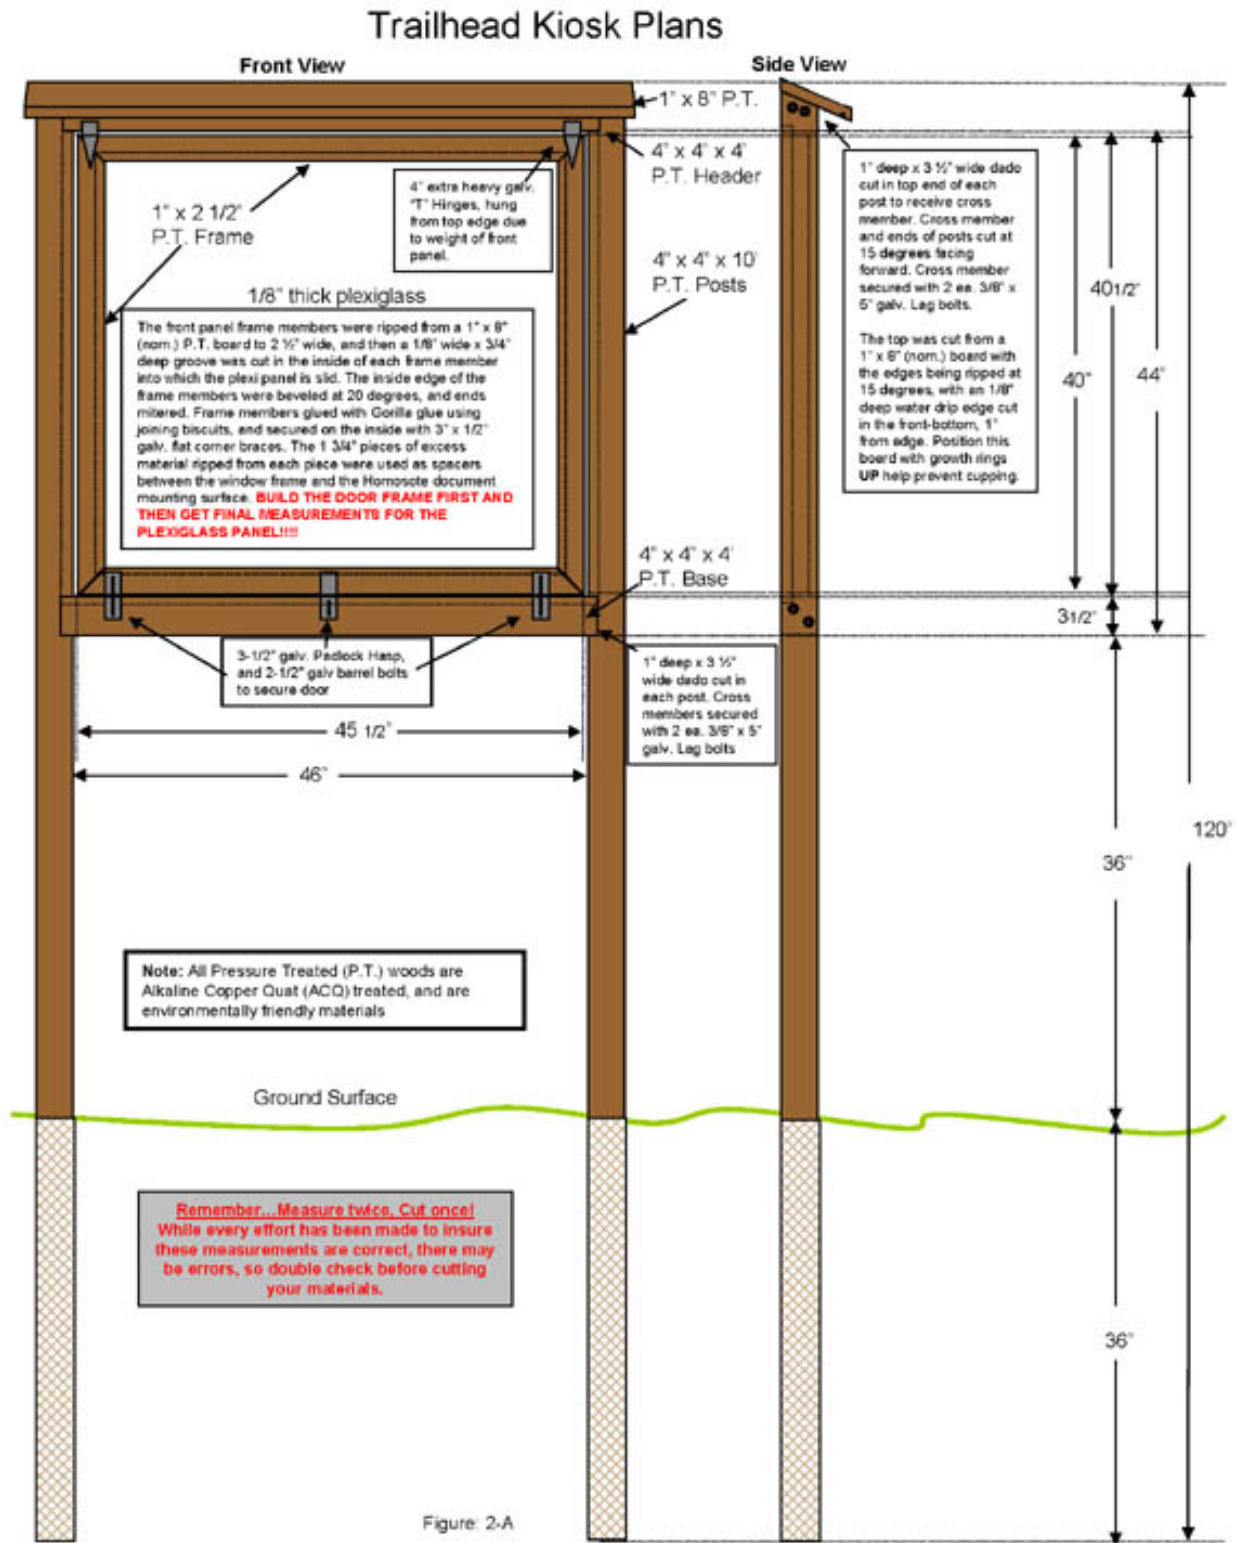 Trailhead Kiosk Plans
Front View
Side View
1" x 8" P.T.
4" x 4" x 4'
P.T. Header
4" extra heavy galv.
"T" Hinges, hung
from top edge due
to weight of front
panel.
1" x 2 1/2"
P.T. Frame
4" x 4" x 10'
P.T. Posts
1/8" thick plexiglass
The front panel frame members were ripped from a 1" x 8"
(nom.) P.T. board to 2 ½" wide, and then a 1/8" wide x 3/4"
deep groove was cut in the inside of each frame member
into which the plexi panel is slid. The inside edge of the
frame members were beveled at 20 degrees, and ends
mitered. Frame members glued with Gorilla glue using
joining biscuits, and secured on the inside with 3" x 1/2"
galv. flat corner braces. The 1 3/4" pieces of excess
material ripped from each piece were used as spacers
between the window frame and the Homosote document
mounting surface. BUILD THE DOOR FRAME FIRST AND
THEN GET FINAL MEASUREMENTS FOR THE
PLEXIGLASS PANEL!!!!
1" deep x 3 ½" wide dado
cut in top end of each
post to receive cross
member. Cross member
and ends of posts cut at
15 degrees facing
forward. Cross member
secured with 2 ea. 3/8" x
5" galv. Lag bolts.
The top was cut from a
1" x 8" (nom.) board with
the edges being ripped at
15 degrees, with an 1/8"
deep water drip edge cut
in the front-bottom, 1"
from edge. Position this
board with growth rings
UP help prevent cupping.
40 1/2"
40"
44"
4" x 4" x 4'
P.T. Base
3 1/2"
3-1/2" galv. Padlock Hasp,
and 2-1/2" galv barrel bolts
to secure door
1" deep x 3 ½"
wide dado cut in
each post. Cross
members secured
with 2 ea. 3/8" x 5"
galv. Lag bolts
45 1/2"
46"
120"
36"
Note: All Pressure Treated (P.T.) woods are
Alkaline Copper Quat (ACQ) treated, and are
environmentally friendly materials
Ground Surface
Remember...Measure twice, Cut once!
While every effort has been made to insure
these measurements are correct, there may
be errors, so double check before cutting
your materials.
36"
Figure: 2-A